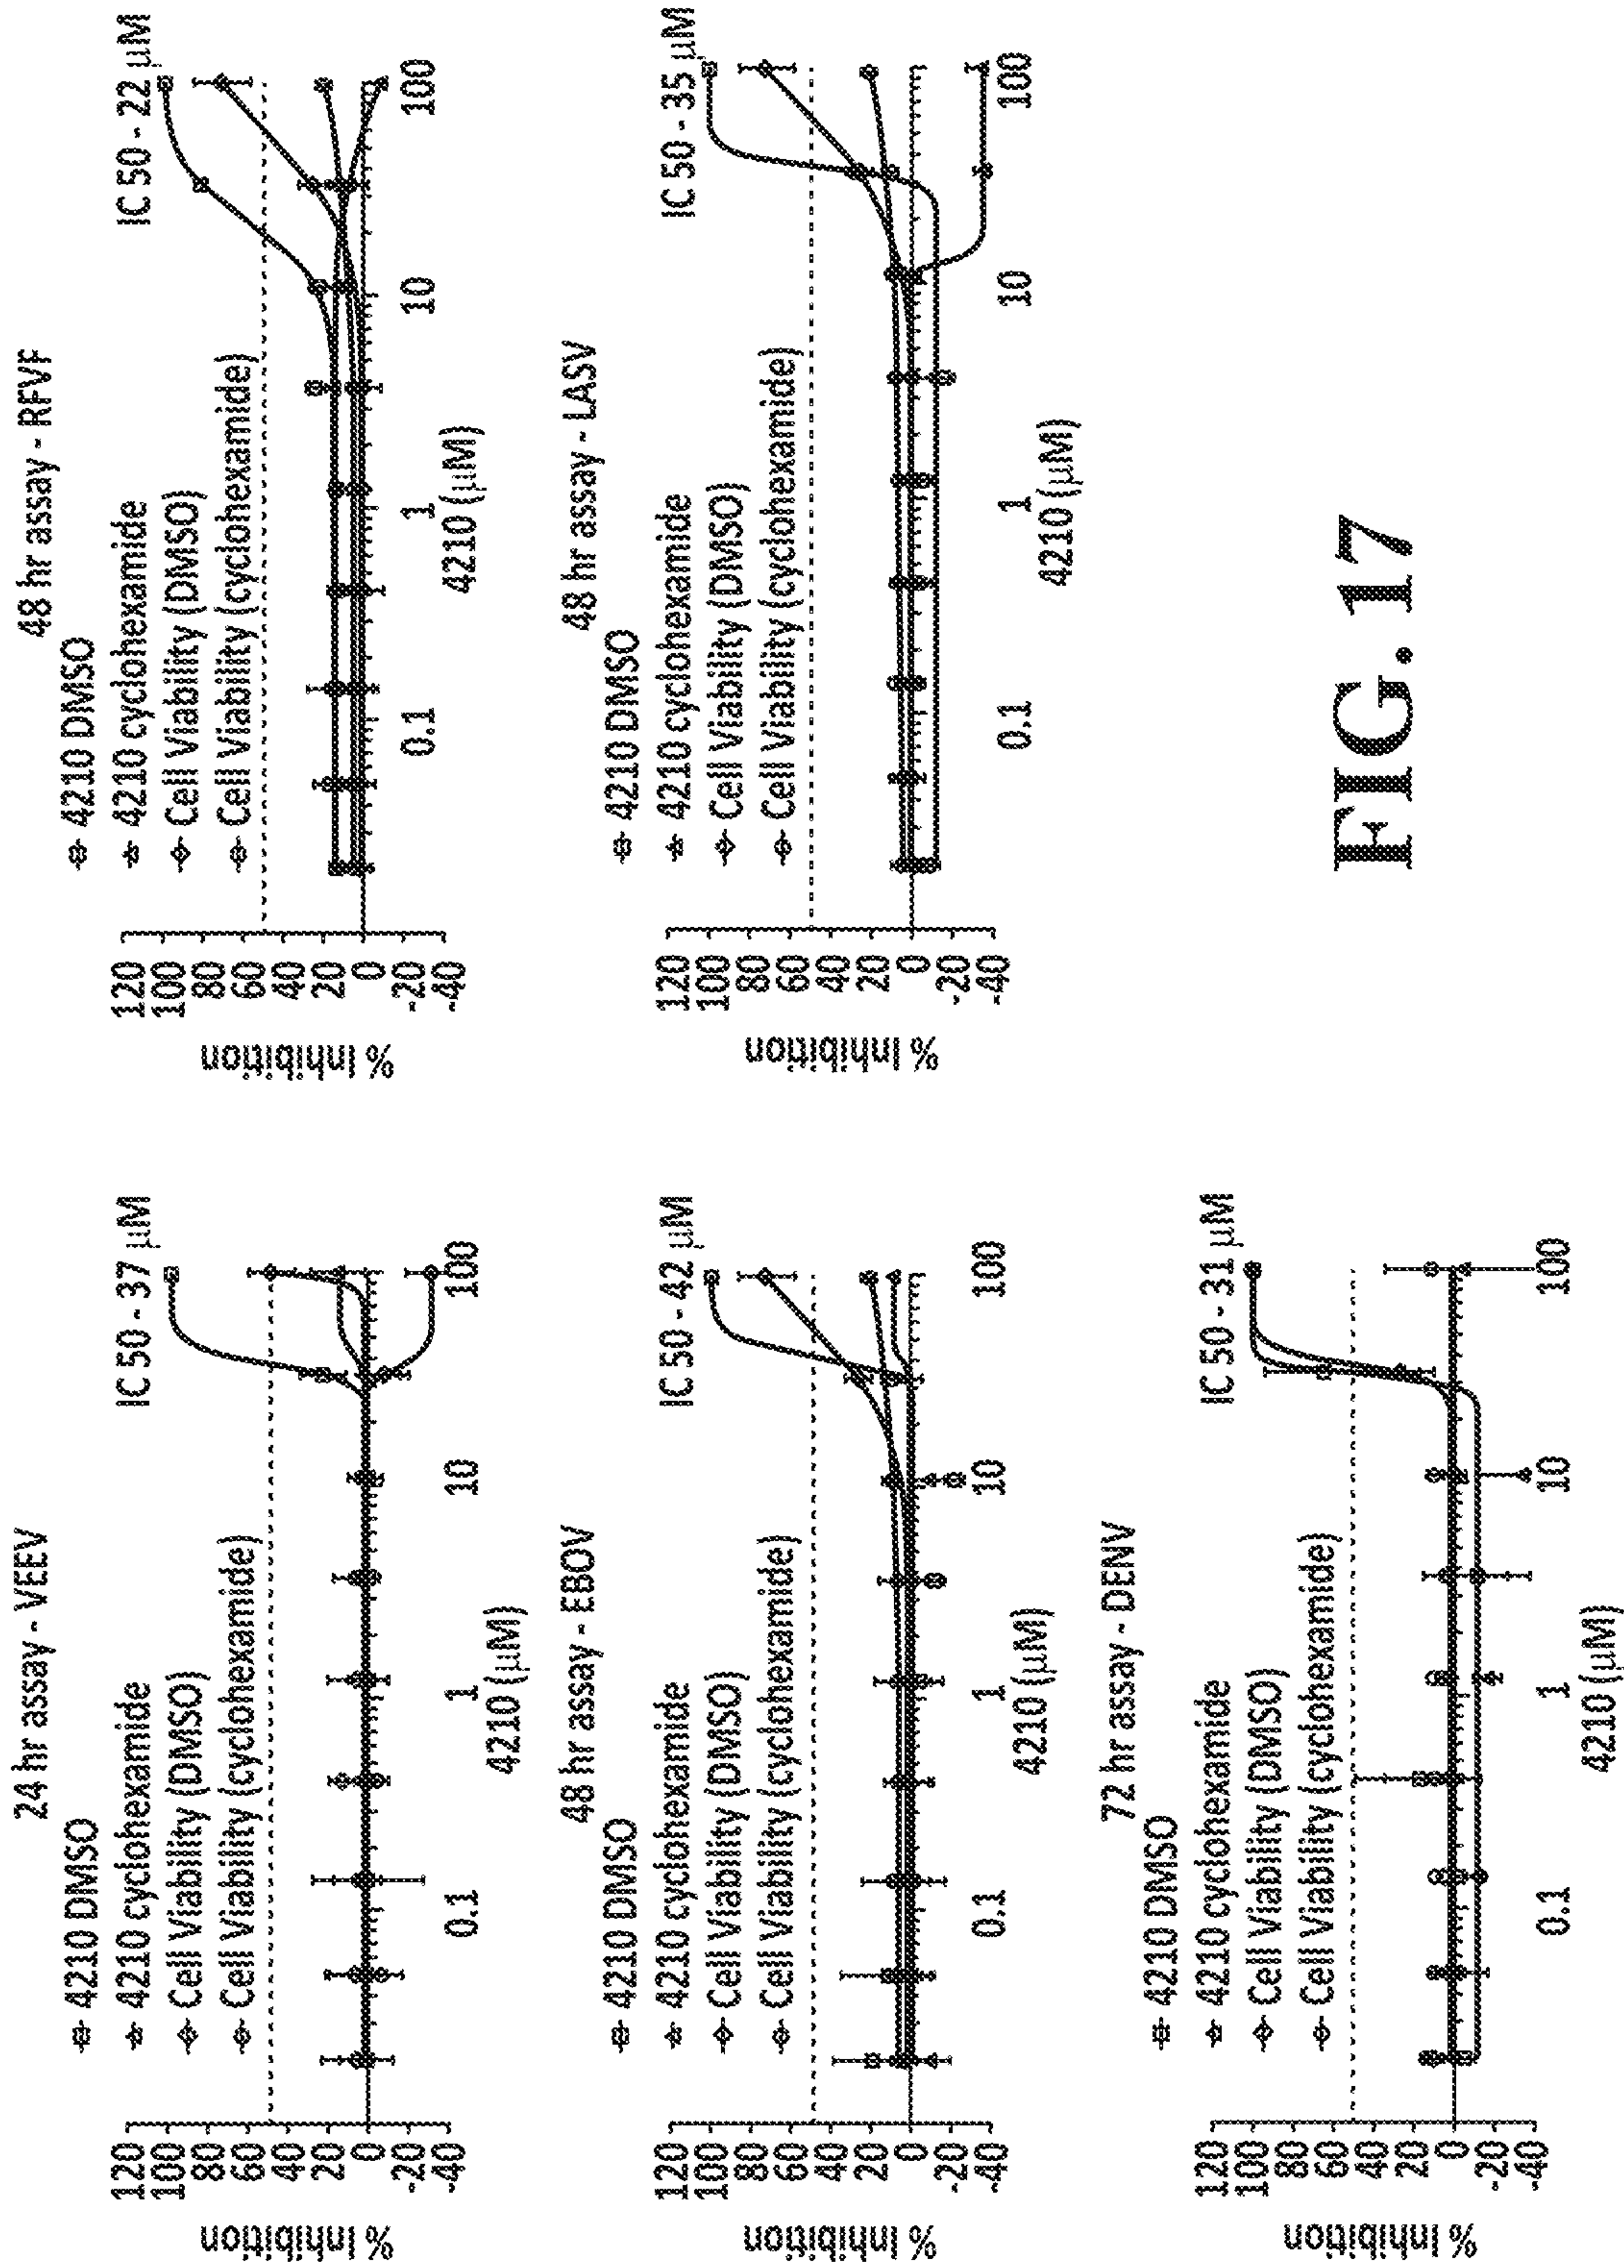 24 hr assay - VEEV
4210 DMSO
4210 cyclohexamide
Cell Viability (DMSO)
Cell Viability (cyclohexamide)
IC 50 - 37 μM
% Inhibition
120
100
80
60
40
20
0
-20
-40
0.1
1
10
100
4210 (μM)
48 hr assay - RFVF
4210 DMSO
4210 cyclohexamide
Cell Viability (DMSO)
Cell Viability (cyclohexamide)
IC 50 - 22 μM
% Inhibition
120
100
80
60
40
20
0
-20
-40
0.1
1
10
100
4210 (μM)
48 hr assay - EBOV
4210 DMSO
4210 cyclohexamide
Cell Viability (DMSO)
Cell Viability (cyclohexamide)
IC 50 - 42 μM
% Inhibition
120
100
80
60
40
20
0
-20
-40
0.1
1
10
100
4210 (μM)
48 hr assay - LASV
4210 DMSO
4210 cyclohexamide
Cell Viability (DMSO)
Cell Viability (cyclohexamide)
IC 50 - 35 μM
% Inhibition
120
100
80
60
40
20
0
-20
-40
0.1
1
10
100
4210 (μM)
72 hr assay - DENV
4210 DMSO
4210 cyclohexamide
Cell Viability (DMSO)
Cell Viability (cyclohexamide)
IC 50 - 31 μM
% Inhibition
120
100
80
60
40
20
0
-20
-40
0.1
1
10
100
4210 (μM)
FIG. 17